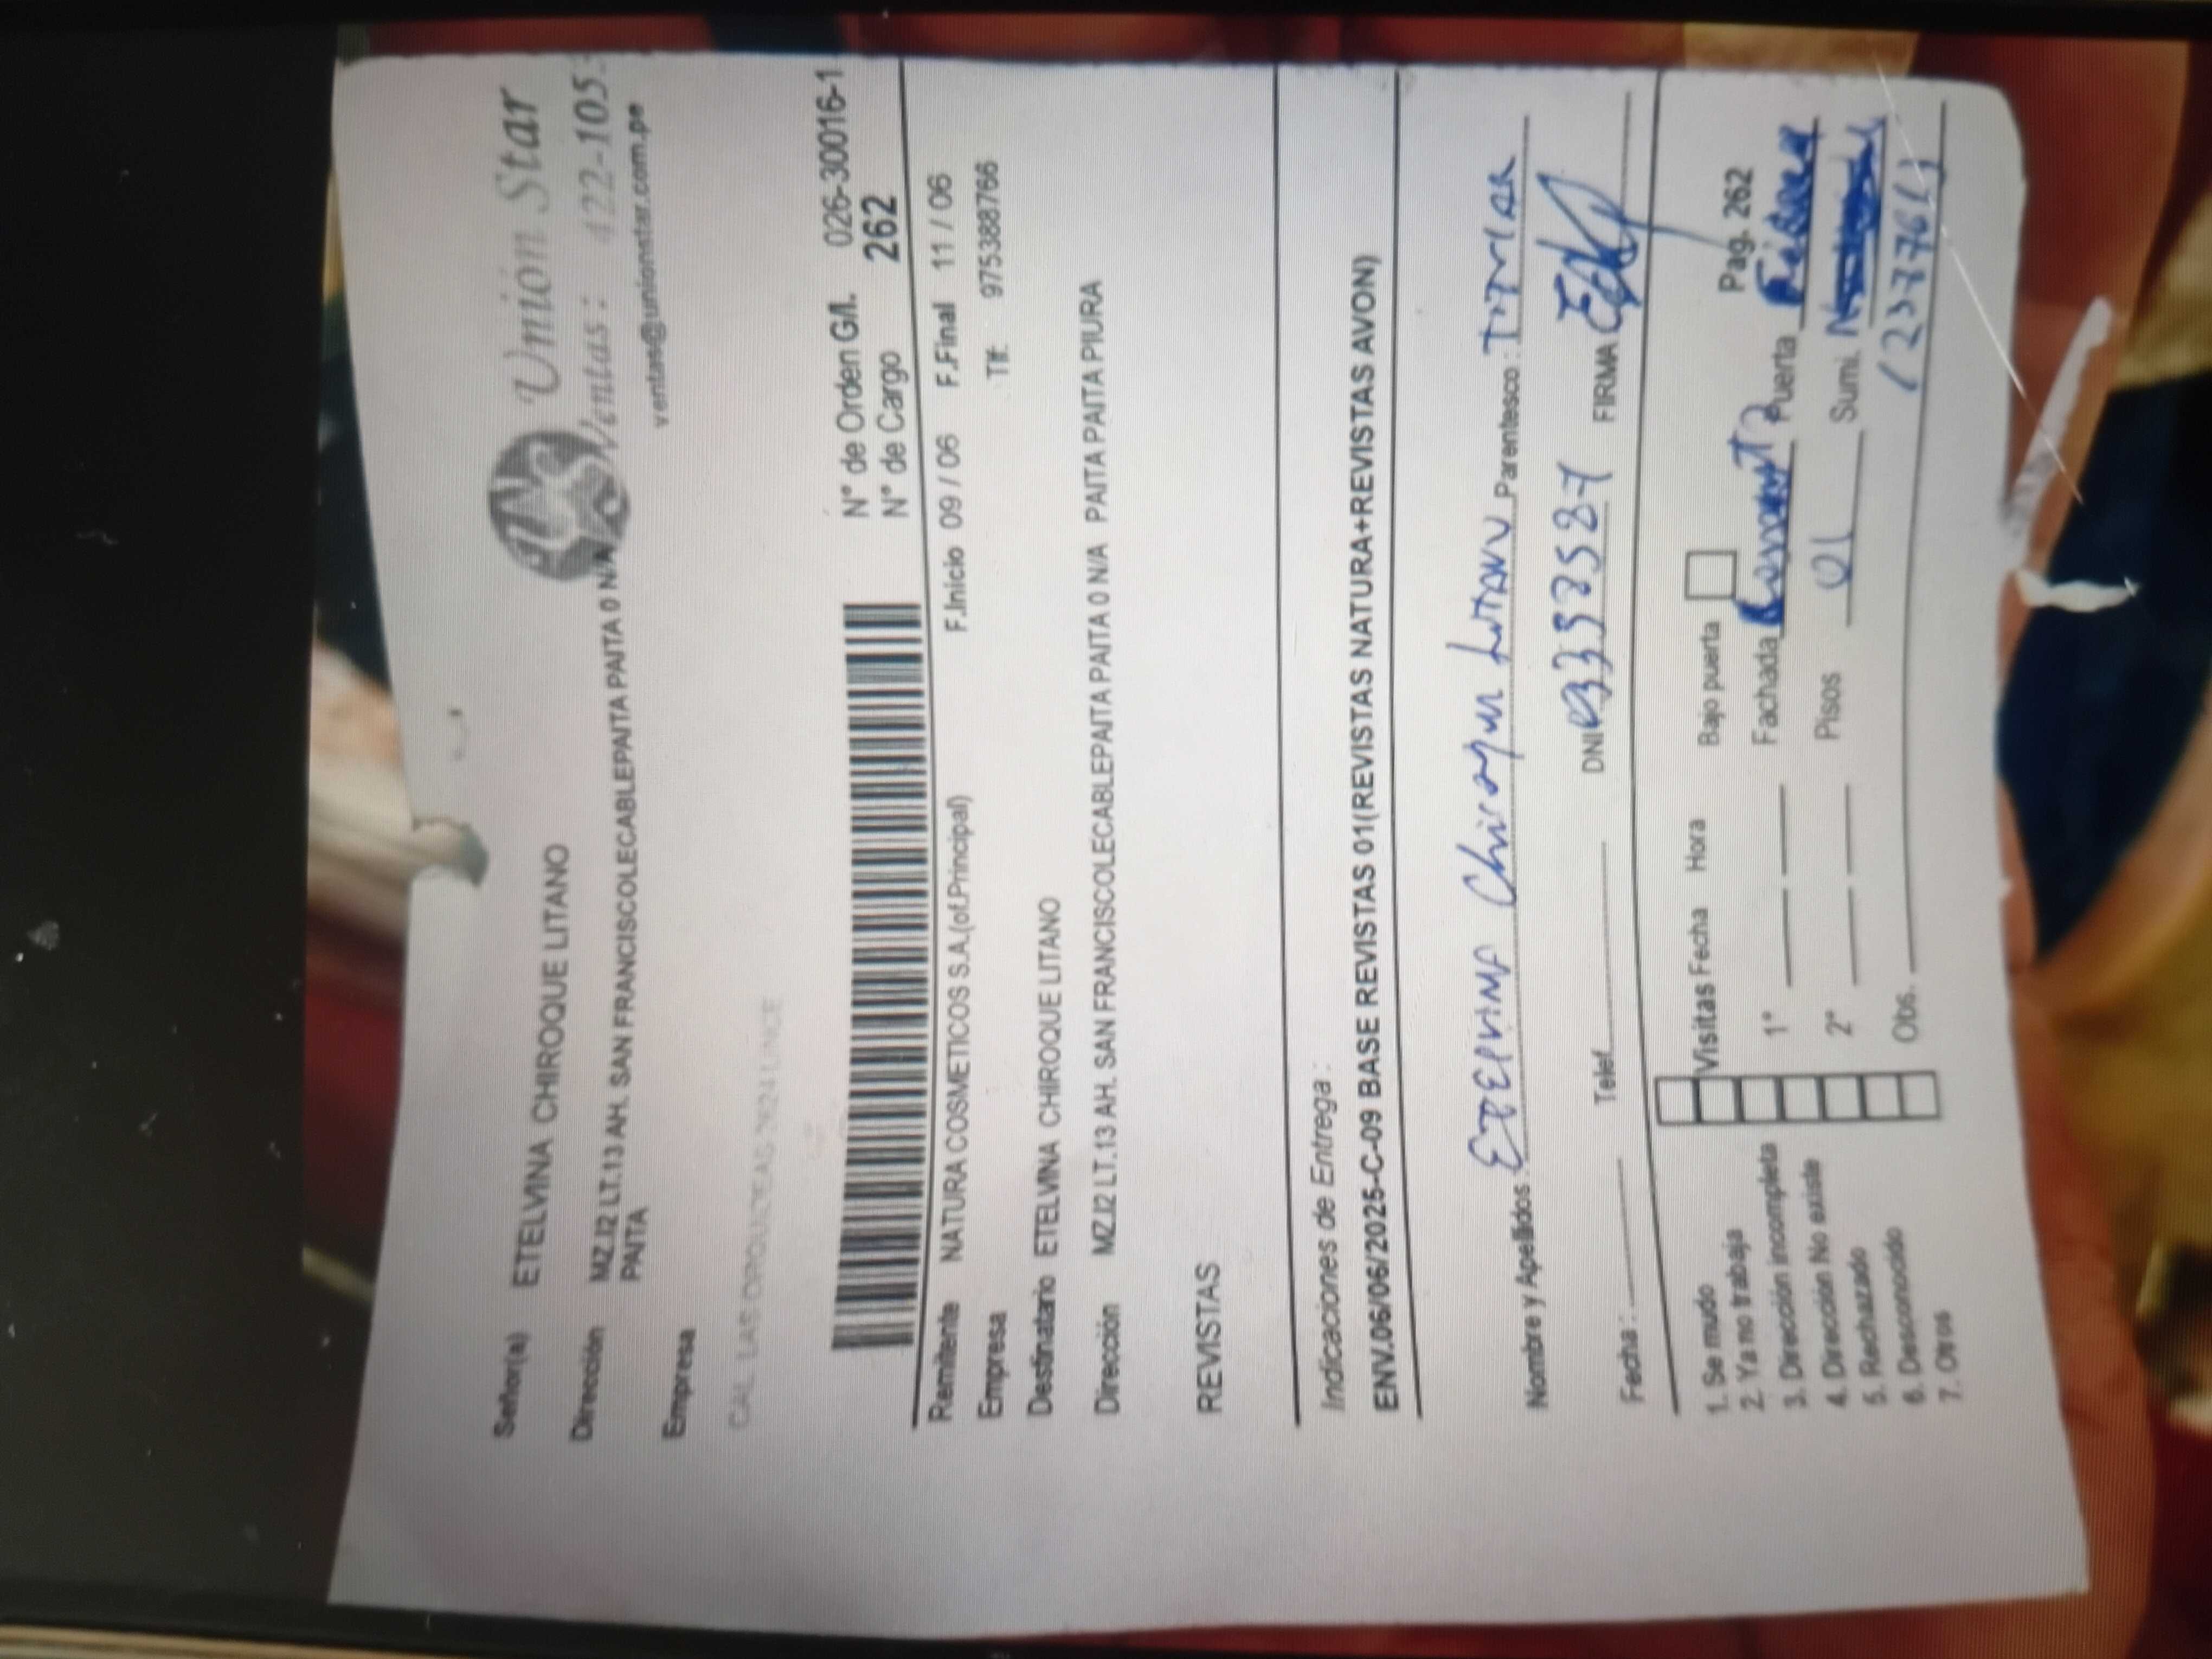 Unión Star
Ventas: 422-105
ventas@unionstar.com.pe
Señor(a) ETELVINA CHIROQUE LITANO
Dirección MZ.I2 LT.13 AH. SAN FRANCISCOLECABLEPAITA PAITA 0 N/A
PAITA
Empresa
N° de Orden G/I. 026-30016-1
N° de Cargo 262
Remitente NATURA COSMETICOS S.A.(of.Principal) F.Inicio 09 / 06 F.Final 11 / 06
Empresa Tlf: 975388766
Destinatario ETELVINA CHIROQUE LITANO
Dirección MZ.I2 LT.13 AH. SAN FRANCISCOLECABLEPAITA PAITA 0 N/A PAITA PAITA PIURA
REVISTAS
Indicaciones de Entrega :
ENV.06/06/2025-C-09 BASE REVISTAS 01(REVISTAS NATURA+REVISTAS AVON)
Nombre y Apellidos : Parentesco : TITULAR
Fecha : Telef. DNI FIRMA
1. Se mudo Visitas Fecha Hora Bajo puerta Pag. 262
2. Ya no trabaja 1° Fachada Puerta
3. Dirección incompleta
4. Dirección No existe 2° Pisos 01 Sumi.
5. Rechazado
6. Desconocido Obs.
7. Otros